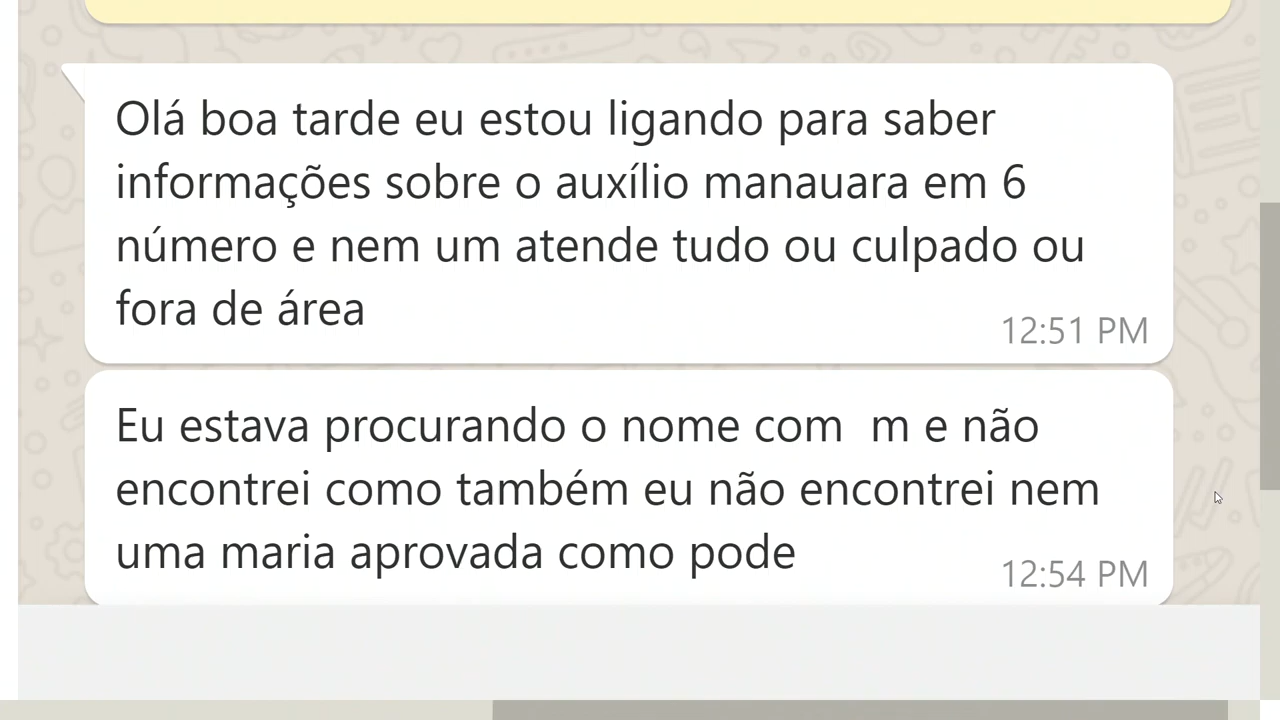 Olá boa tarde eu estou ligando para saber
informações sobre o auxílio manauara em 6
número e nem um atende tudo ou culpado ou
fora de área
12:51 PM
Eu estava procurando o nome com  m e não
encontrei como também eu não encontrei nem
uma maria aprovada como pode
12:54 PM